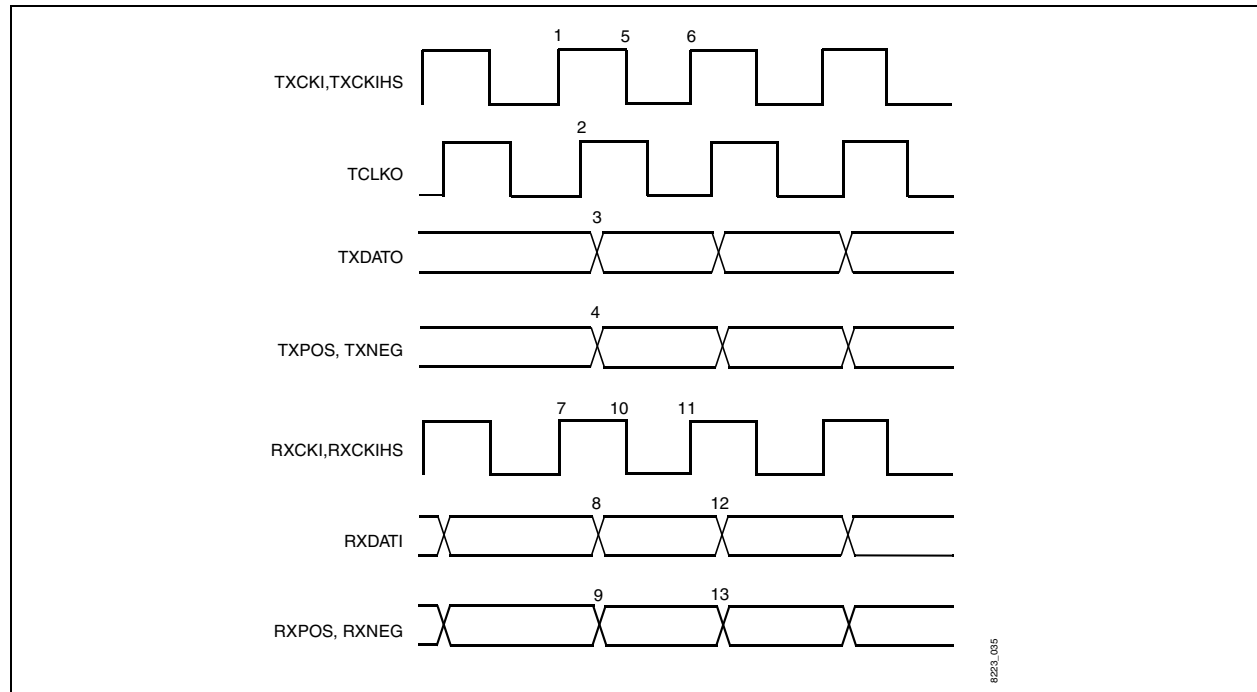 1 5 6
TXCKI,TXCKIHS
2
TCLKO
3
TXDATO
4
TXPOS, TXNEG
7 10 11
RXCKI,RXCKIHS
8 12
RXDATI
9 13
RXPOS, RXNEG
8223_035